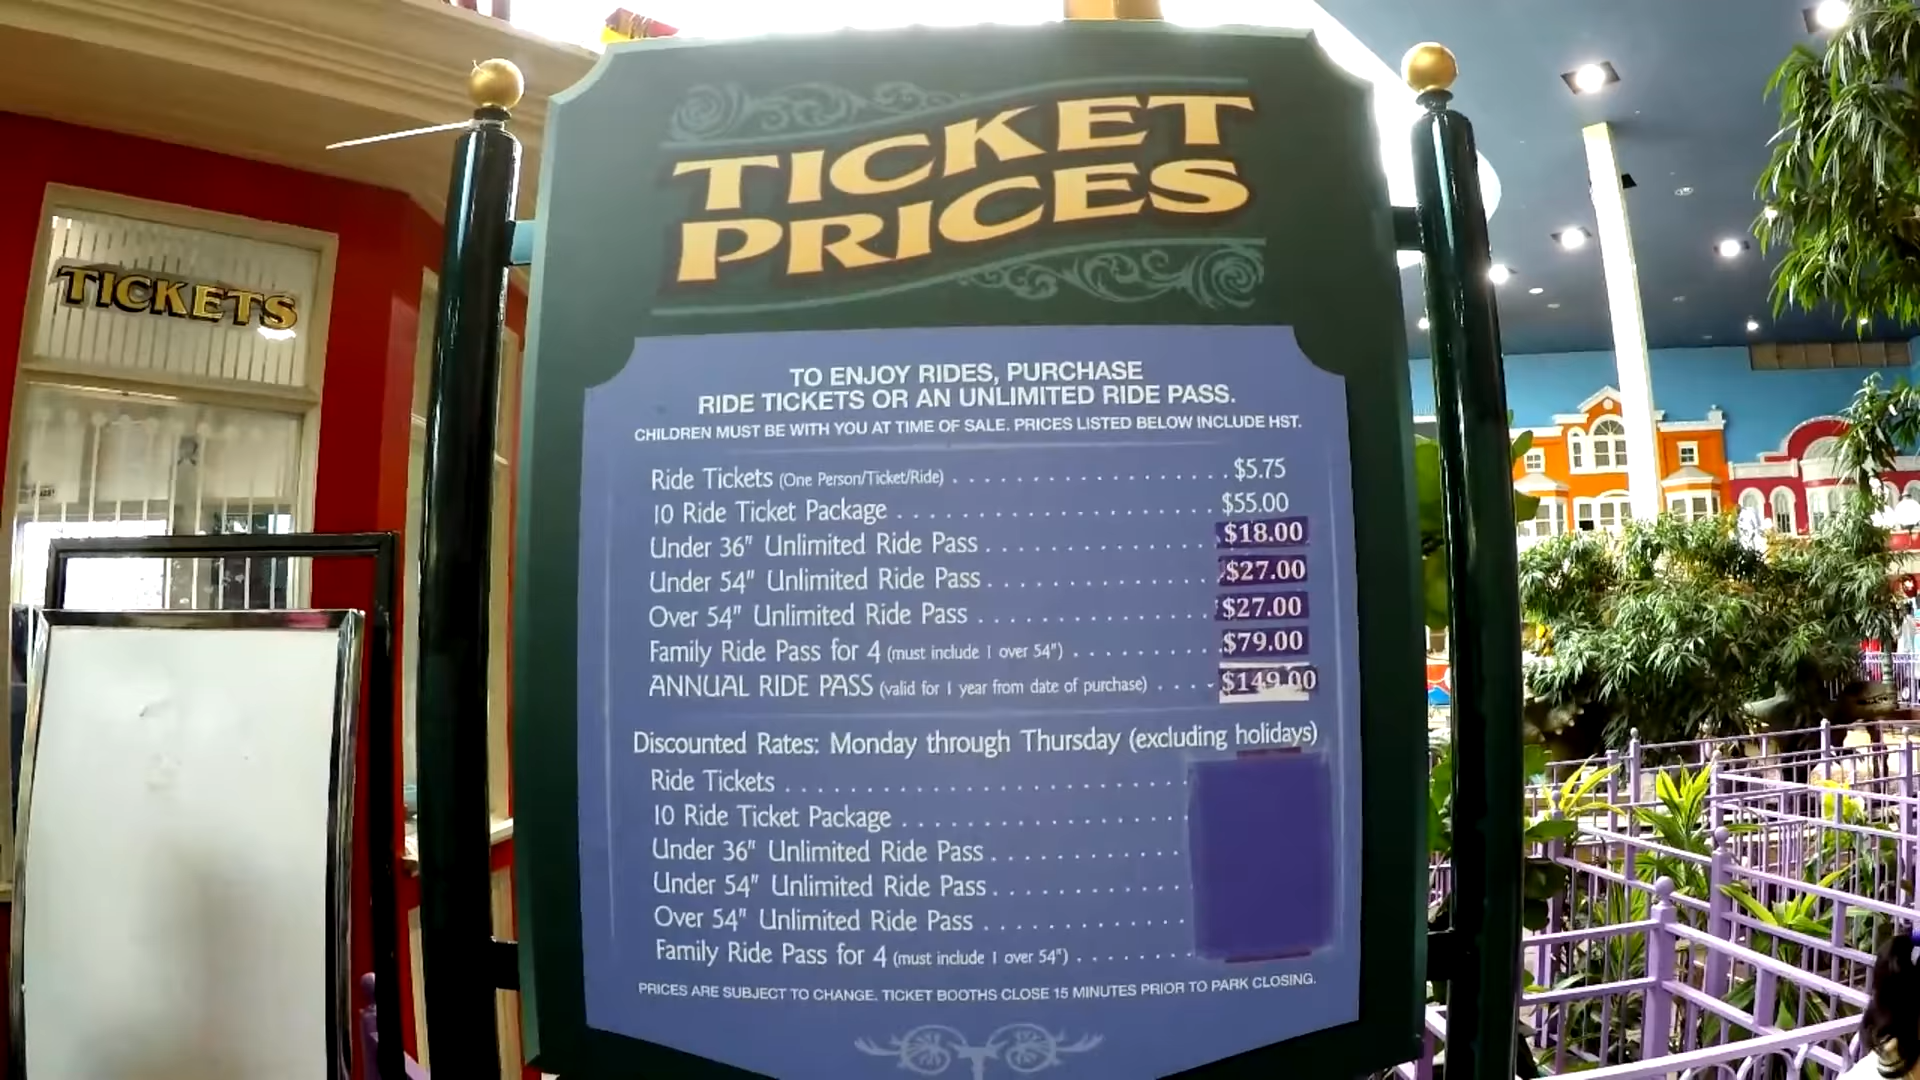 TICKETS
TICKET
PRICES
TO ENJOY RIDES, PURCHASE
RIDE TICKETS OR AN UNLIMITED RIDE PASS.
CHILDREN MUST BE WITH YOU AT TIME OF SALE. PRICES LISTED BELOW INCLUDE HST.
Ride Tickets (One Person/Ticket/Ride) . . . . . . . . . . . . . . . . . . . . . $5.75
10 Ride Ticket Package . . . . . . . . . . . . . . . . . . . . . . . . $55.00
Under 36" Unlimited Ride Pass . . . . . . . . . . . . . . . . . $18.00
Under 54" Unlimited Ride Pass . . . . . . . . . . . . . . . . . $27.00
Over 54" Unlimited Ride Pass . . . . . . . . . . . . . . . . . . $27.00
Family Ride Pass for 4 (must include 1 over 54") . . . . . . . . . . . $79.00
ANNUAL RIDE PASS (valid for 1 year from date of purchase) . . . . $149.00
Discounted Rates: Monday through Thursday (excluding holidays)
Ride Tickets . . . . . . . . . . . . . . . . . . . . . . . . . . . . . .
10 Ride Ticket Package . . . . . . . . . . . . . . . . . . . . . .
Under 36" Unlimited Ride Pass . . . . . . . . . . . . . . .
Under 54" Unlimited Ride Pass . . . . . . . . . . . . . . .
Over 54" Unlimited Ride Pass . . . . . . . . . . . . . . . .
Family Ride Pass for 4 (must include 1 over 54") . . . . . . . . .
PRICES ARE SUBJECT TO CHANGE. TICKET BOOTHS CLOSE 15 MINUTES PRIOR TO PARK CLOSING.